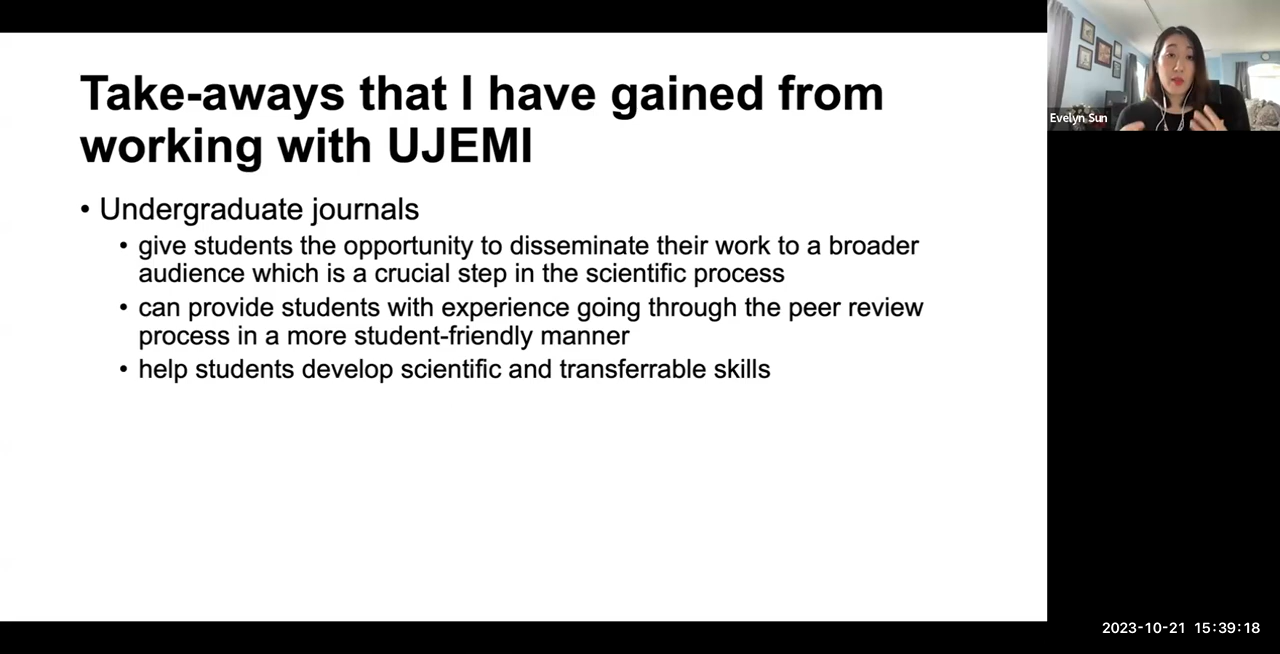 Take-aways that I have gained from
working with UJEMI
• Undergraduate journals
• give students the opportunity to disseminate their work to a broader
audience which is a crucial step in the scientific process
• can provide students with experience going through the peer review
process in a more student-friendly manner
• help students develop scientific and transferrable skills
Evelyn Sun
2023-10-21 15:39:18